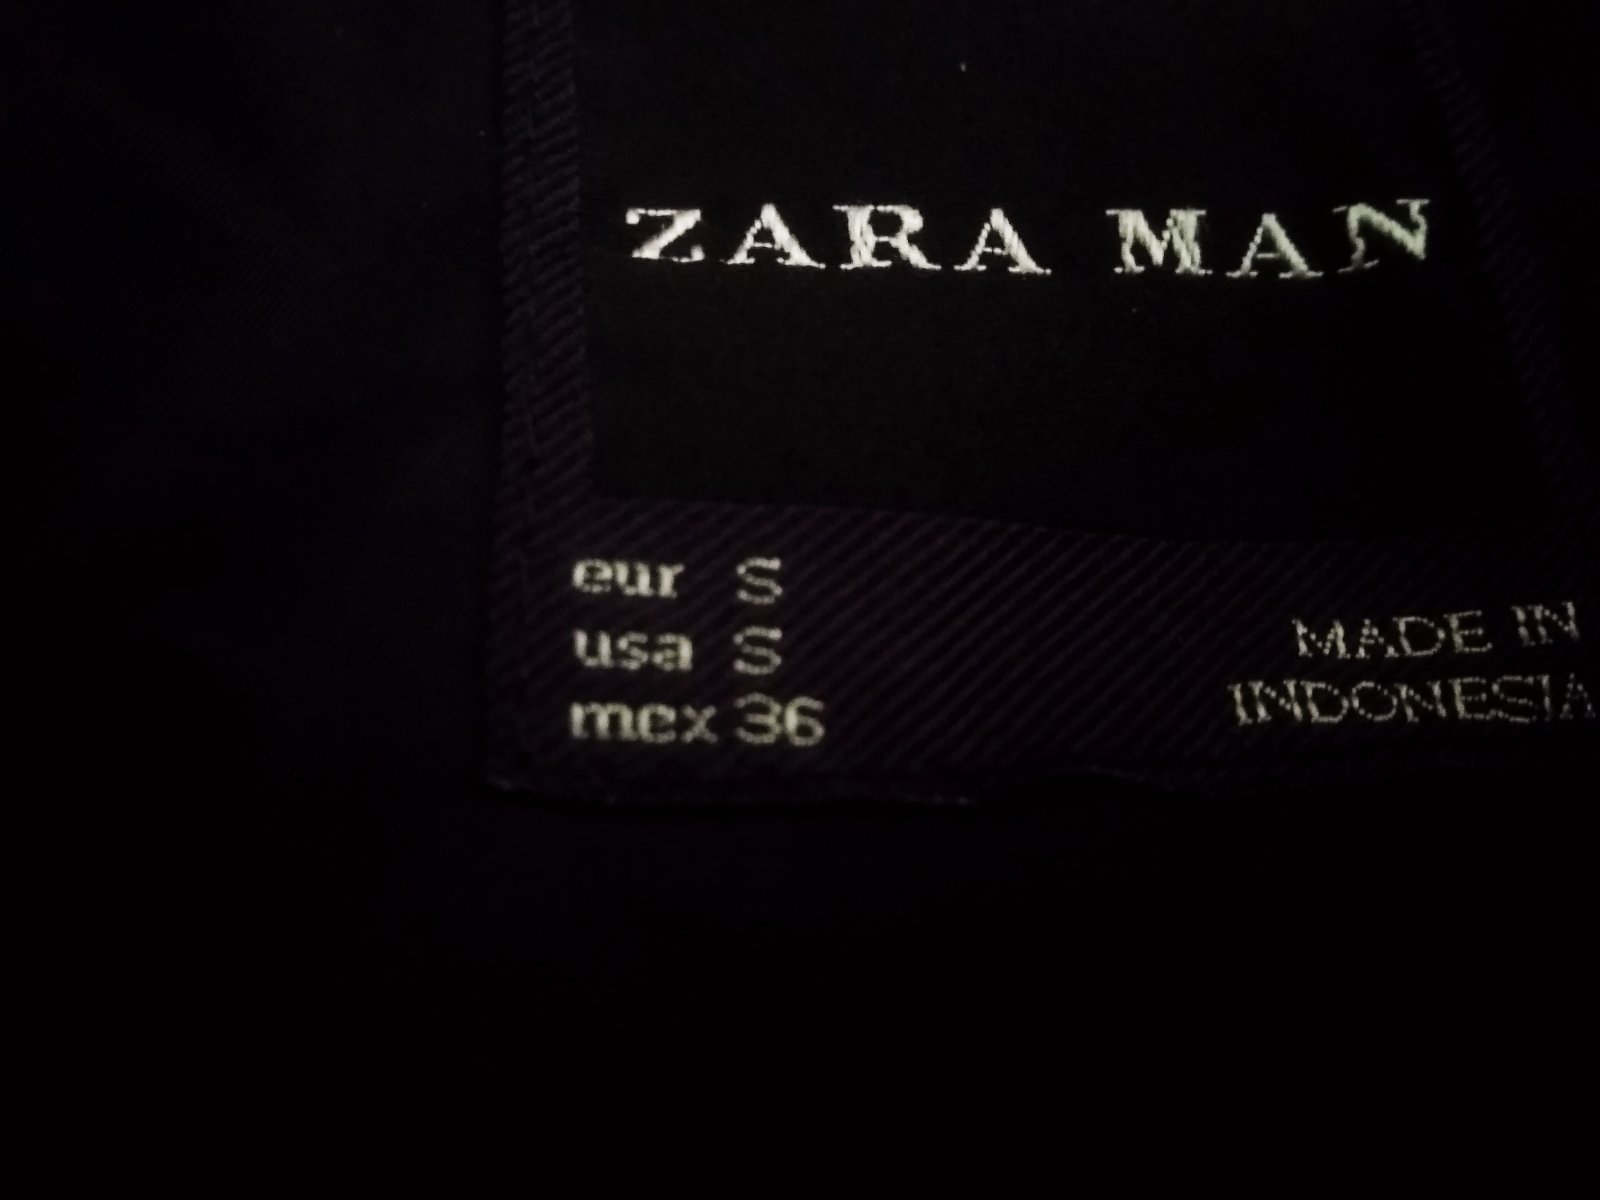 ZARA MAN
eur S
usa S
mex 36
MADE IN
INDONESIA